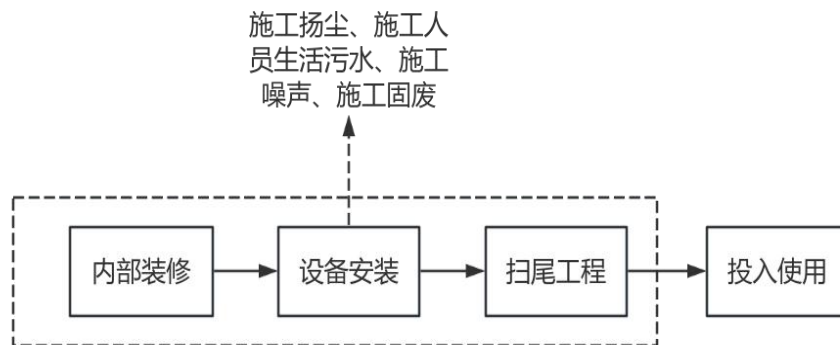 施工扬尘、施工人
员生活污水、施工
噪声、施工固废
内部装修
设备安装
扫尾工程
投入使用